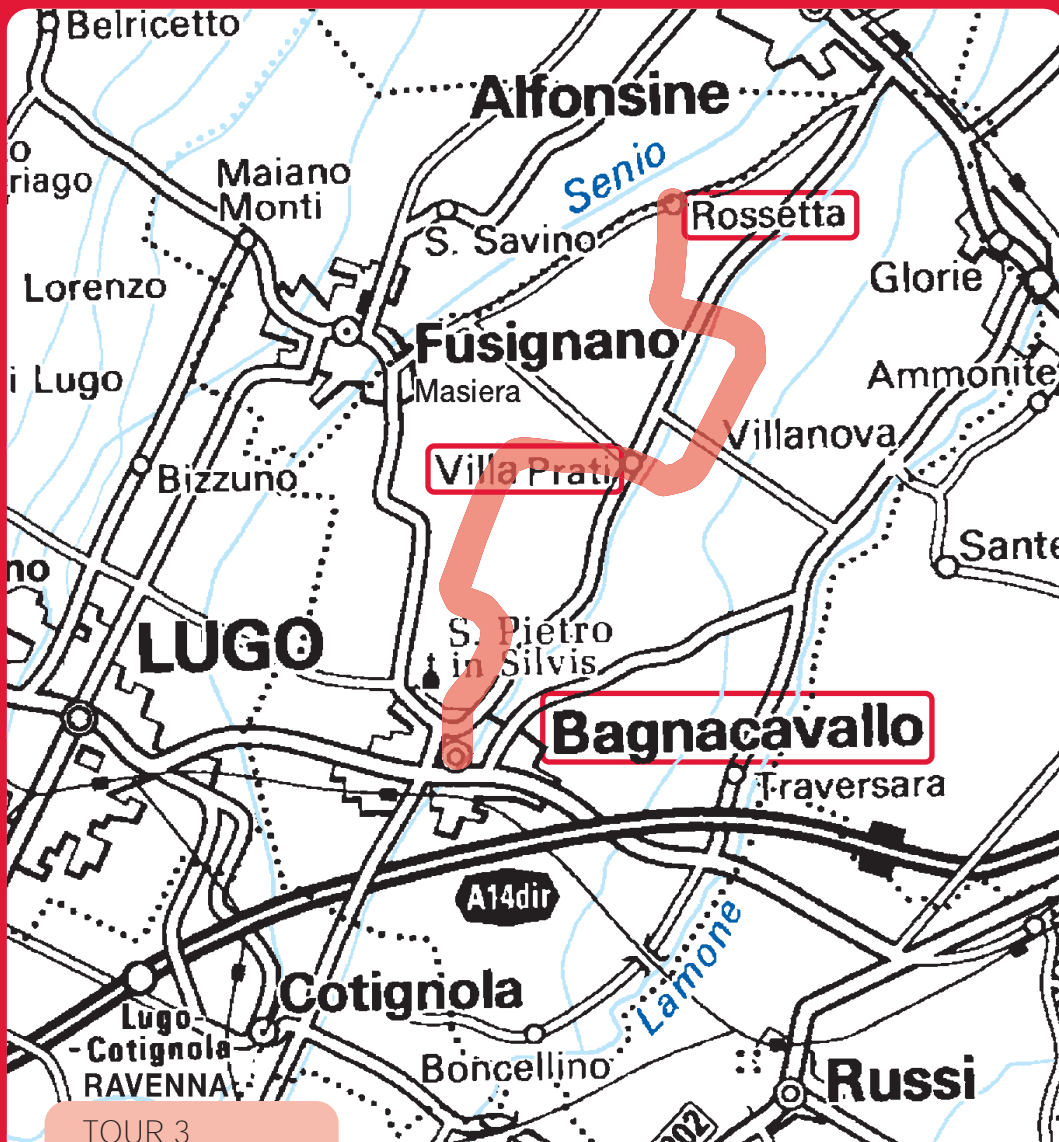 Belricetto
Alfonsine
Senio
riago
Maiano
Monti
Rossetta
S. Savino
Lorenzo
Glorie
Fusignano
i Lugo
Masiera
Ammonite
Villanova
Villa Prati
Bizzuno
no
Sante
LUGO
S. Pietro
in Silvis
Bagnacavallo
Traversara
A14dir
Lamone
Cotignola
Lugo-
-Cotignola
RAVENNA
Boncellino
Russi
TOUR 3